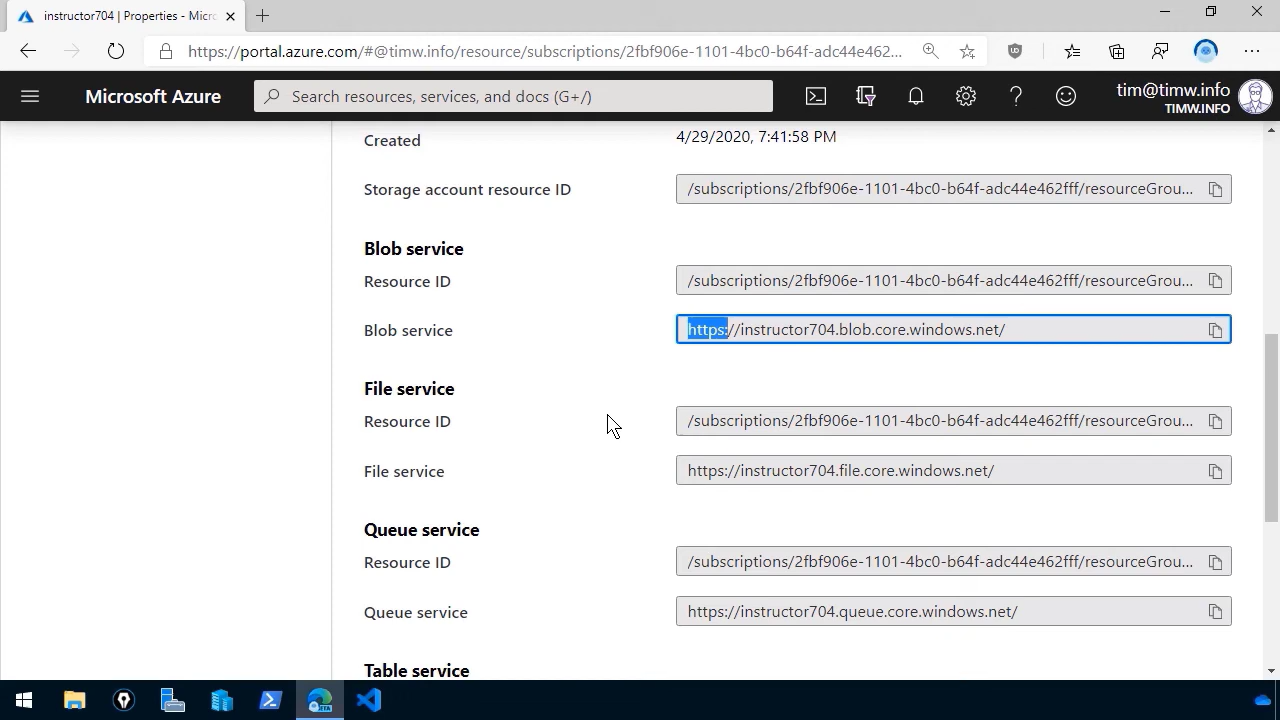 instructor704 | Properties - Micr
https://portal.azure.com/#@timw.info/resource/subscriptions/2fbf906e-1101-4bc0-b64f-adc44e462...
Microsoft Azure
Search resources, services, and docs (G+/)
tim@timw.info
TIMW.INFO
Created
4/29/2020, 7:41:58 PM
Storage account resource ID
/subscriptions/2fbf906e-1101-4bc0-b64f-adc44e462fff/resourceGrou...
Blob service
Resource ID
/subscriptions/2fbf906e-1101-4bc0-b64f-adc44e462fff/resourceGrou...
Blob service
https://instructor704.blob.core.windows.net/
File service
Resource ID
/subscriptions/2fbf906e-1101-4bc0-b64f-adc44e462fff/resourceGrou...
File service
https://instructor704.file.core.windows.net/
Queue service
Resource ID
/subscriptions/2fbf906e-1101-4bc0-b64f-adc44e462fff/resourceGrou...
Queue service
https://instructor704.queue.core.windows.net/
Table service